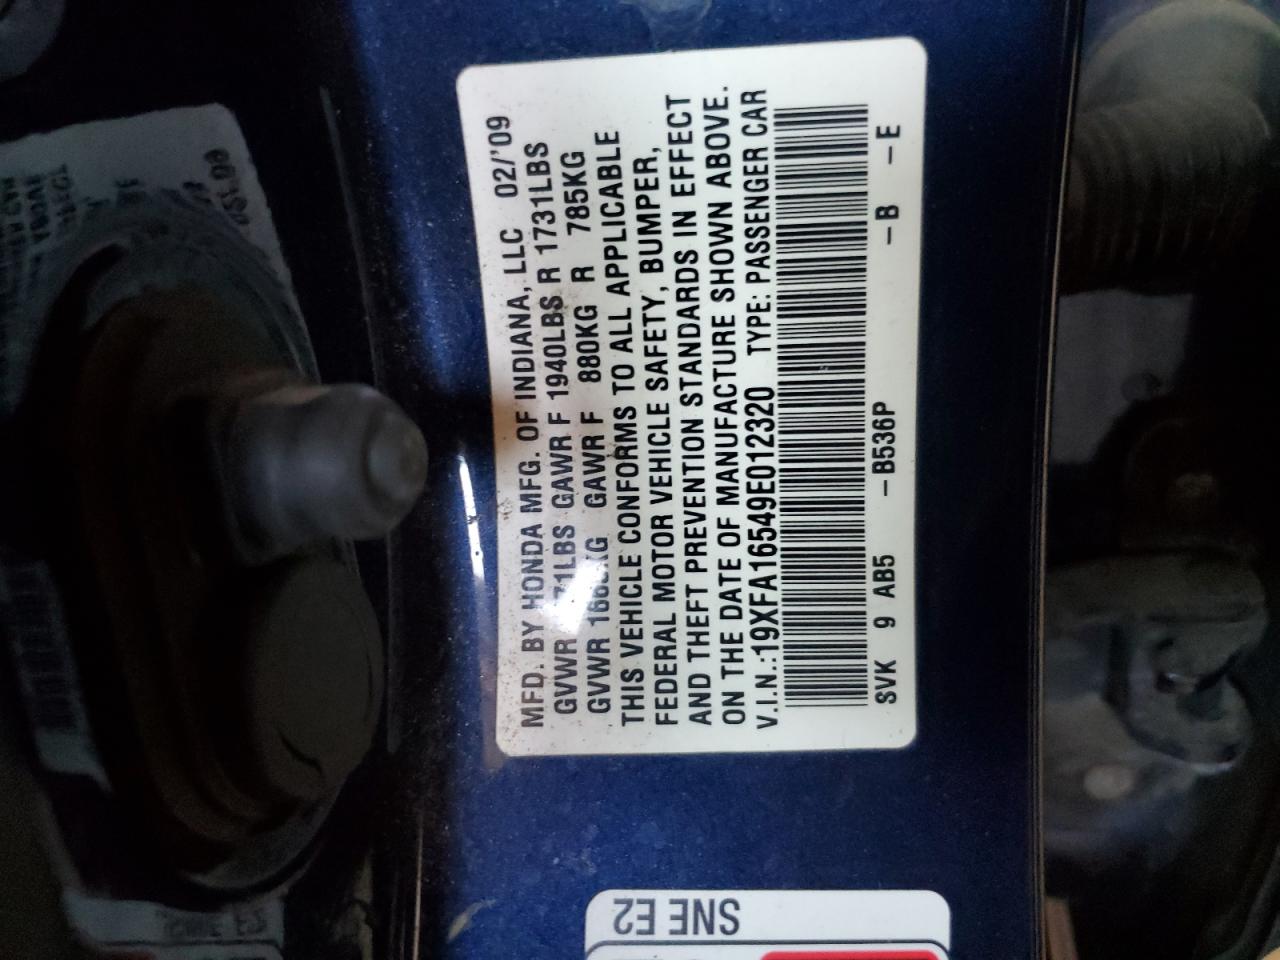 MFD. BY HONDA MFG. OF INDIANA, LLC 02/'09
GVWR 71LBS GAWR F 1940LBS R 1731LBS
GVWR KG GAWR F 880KG R 785KG
THIS VEHICLE CONFORMS TO ALL APPLICABLE
FEDERAL MOTOR VEHICLE SAFETY, BUMPER,
AND THEFT PREVENTION STANDARDS IN EFFECT
ON THE DATE OF MANUFACTURE SHOWN ABOVE.
V.I.N.:19XFA16549E012320 TYPE: PASSENGER CAR
SVK 9 AB5 -B536P -B -E
SNE E2